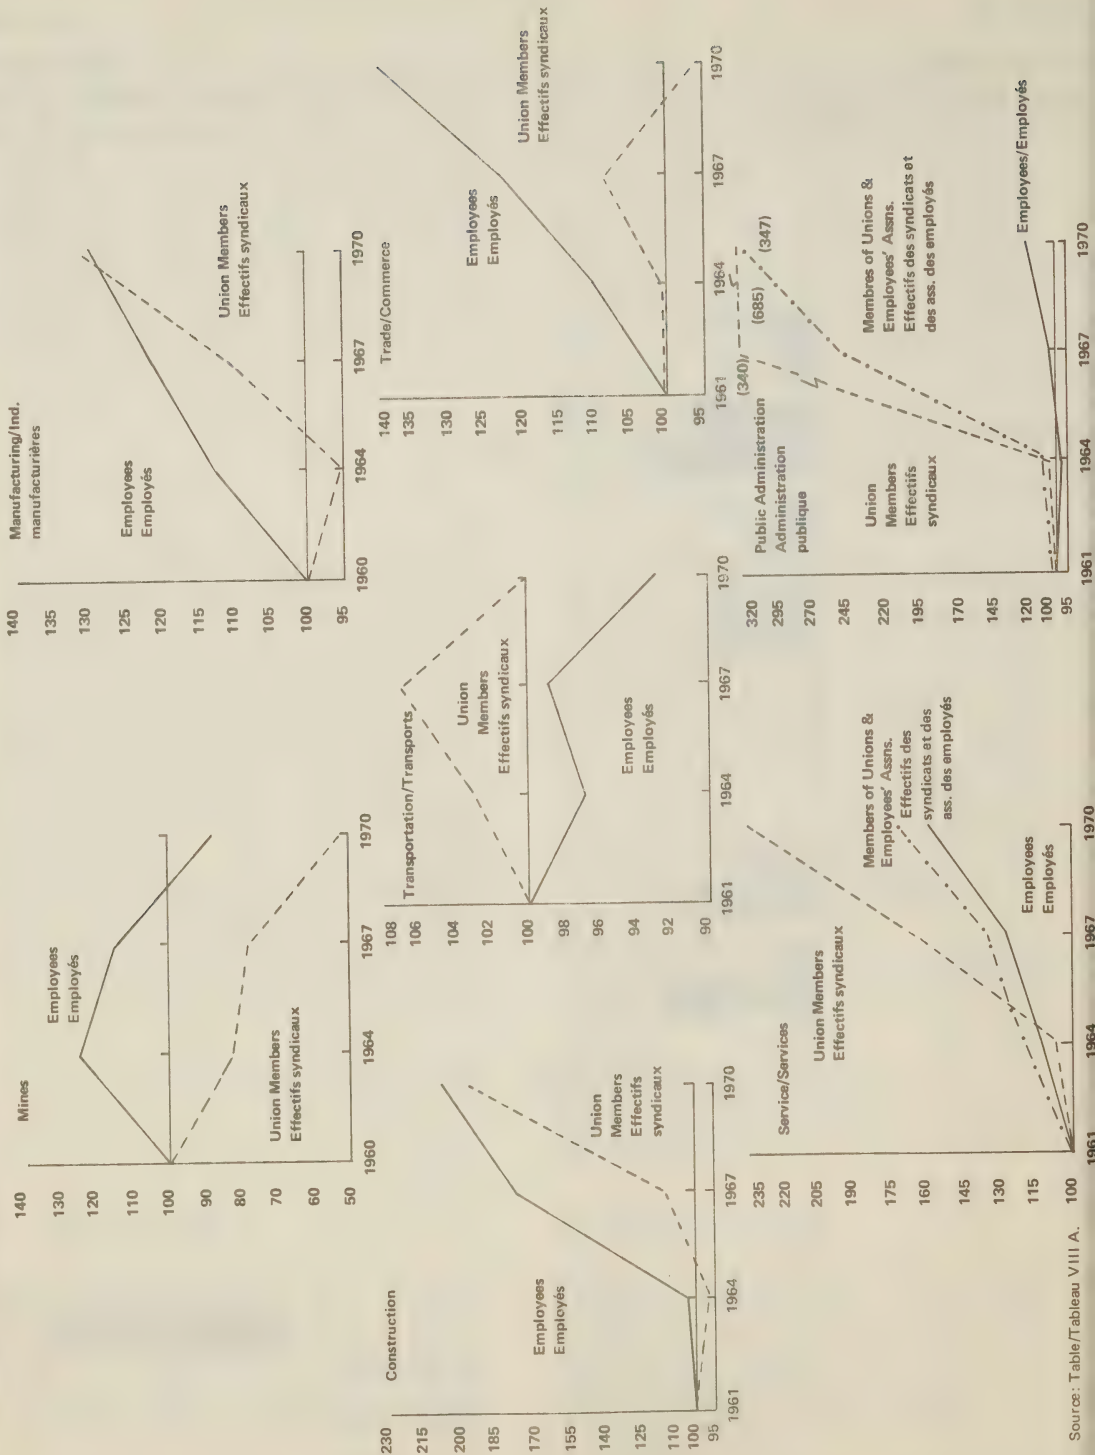 Mines
140
130
120
110
100
90
80
70
60
50
Employees
Employés
Union Members
Effectifs syndicaux
1960
1964
1967
1970
Manufacturing/Ind.
manufacturières
140
135
130
125
120
115
110
105
100
95
Employees
Employés
Union Members
Effectifs syndicaux
1960
1964
1967
1970
Construction
230
215
200
185
170
155
140
125
110
100
95
Employees
Employés
Union
Members
Effectifs
syndicaux
1961
1964
1967
1970
Transportation/Transports
108
106
104
102
100
98
96
94
92
90
Union
Members
Effectifs syndicaux
Employees
Employés
1961
1964
1967
1970
Trade/Commerce
140
135
130
125
120
115
110
105
100
95
Employees
Employés
Union Members
Effectifs syndicaux
1961
1964
1967
1970
Service/Services
235
220
205
190
175
160
145
130
115
100
Union Members
Effectifs syndicaux
Members of Unions &
Employees' Assns.
Effectifs des
syndicats et des
ass. des employés
Employees
Employés
1961
1964
1967
1970
Public Administration
Administration
publique
320
295
270
245
220
195
170
145
120
100
95
(340)
(685)
(347)
Union
Members
Effectifs
syndicaux
Membres of Unions &
Employees' Assns.
Effectifs des syndicats et
des ass. des employés
Employees/Employés
1961
1964
1967
1970
Source: Table/Tableau VIII A.